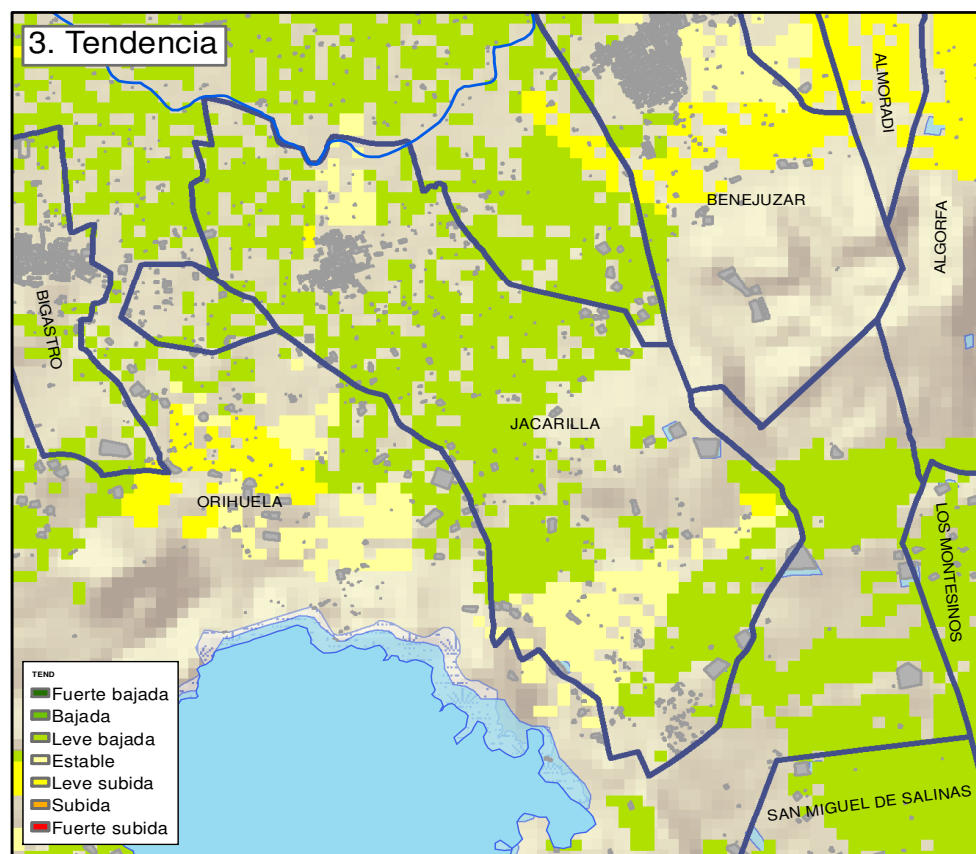 3. Tendencia
ALMORADI
BENEJUZAR
ALGORFA
BIGASTRO
JACARILLA
ORIHUELA
LOS MONTESINOS
SAN MIGUEL DE SALINAS
TEND
Fuerte bajada
Bajada
Leve bajada
Estable
Leve subida
Subida
Fuerte subida